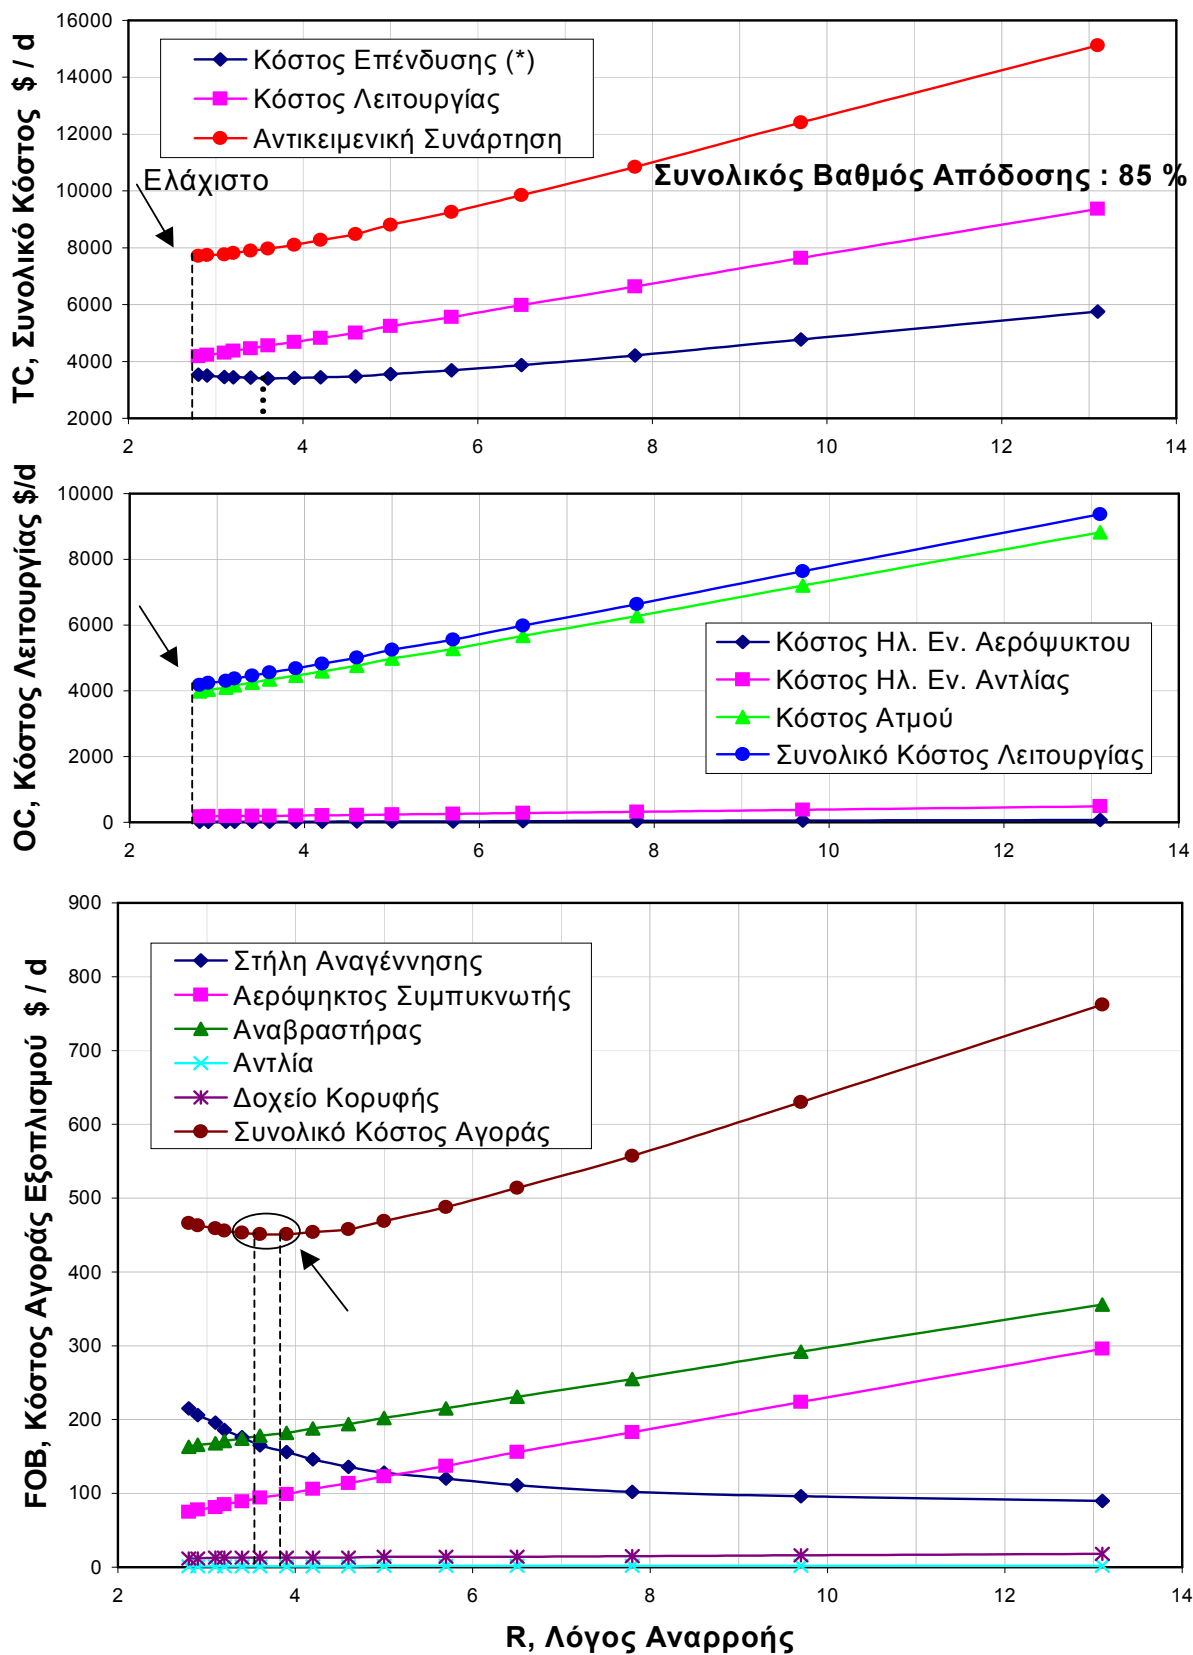 TC, Συνολικό Κόστος $ / d
16000
14000
12000
10000
8000
6000
4000
2000
Κόστος Επένδυσης (*)
Κόστος Λειτουργίας
Αντικειμενική Συνάρτηση
Ελάχιστο
Συνολικός Βαθμός Απόδοσης : 85 %
2 4 6 8 10 12 14
OC, Κόστος Λειτουργίας $/d
10000
8000
6000
4000
2000
0
Κόστος Ηλ. Εν. Αερόψυκτου
Κόστος Ηλ. Εν. Αντλίας
Κόστος Ατμού
Συνολικό Κόστος Λειτουργίας
2 4 6 8 10 12 14
FOB, Κόστος Αγοράς Εξοπλισμού $ / d
900
800
700
600
500
400
300
200
100
0
Στήλη Αναγέννησης
Αερόψηκτος Συμπυκνωτής
Αναβραστήρας
Αντλία
Δοχείο Κορυφής
Συνολικό Κόστος Αγοράς
2 4 6 8 10 12 14
R, Λόγος Αναρροής